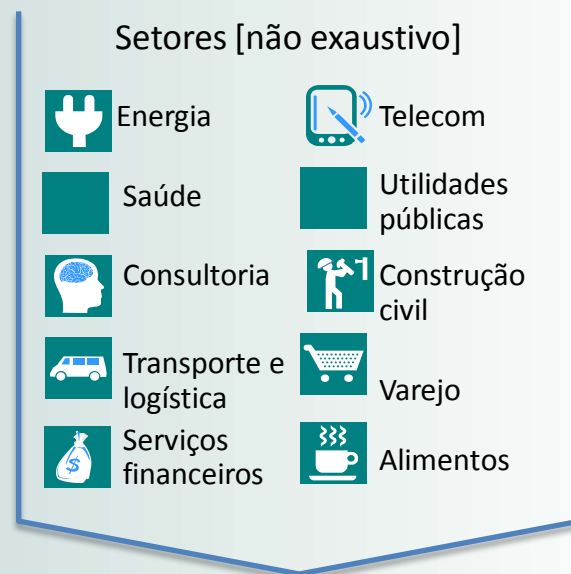 Setores [não exaustivo]
Energia
Telecom
Saúde
Utilidades
públicas
Consultoria
Construção
civil
Transporte e
logística
Varejo
Serviços
financeiros
$
Alimentos